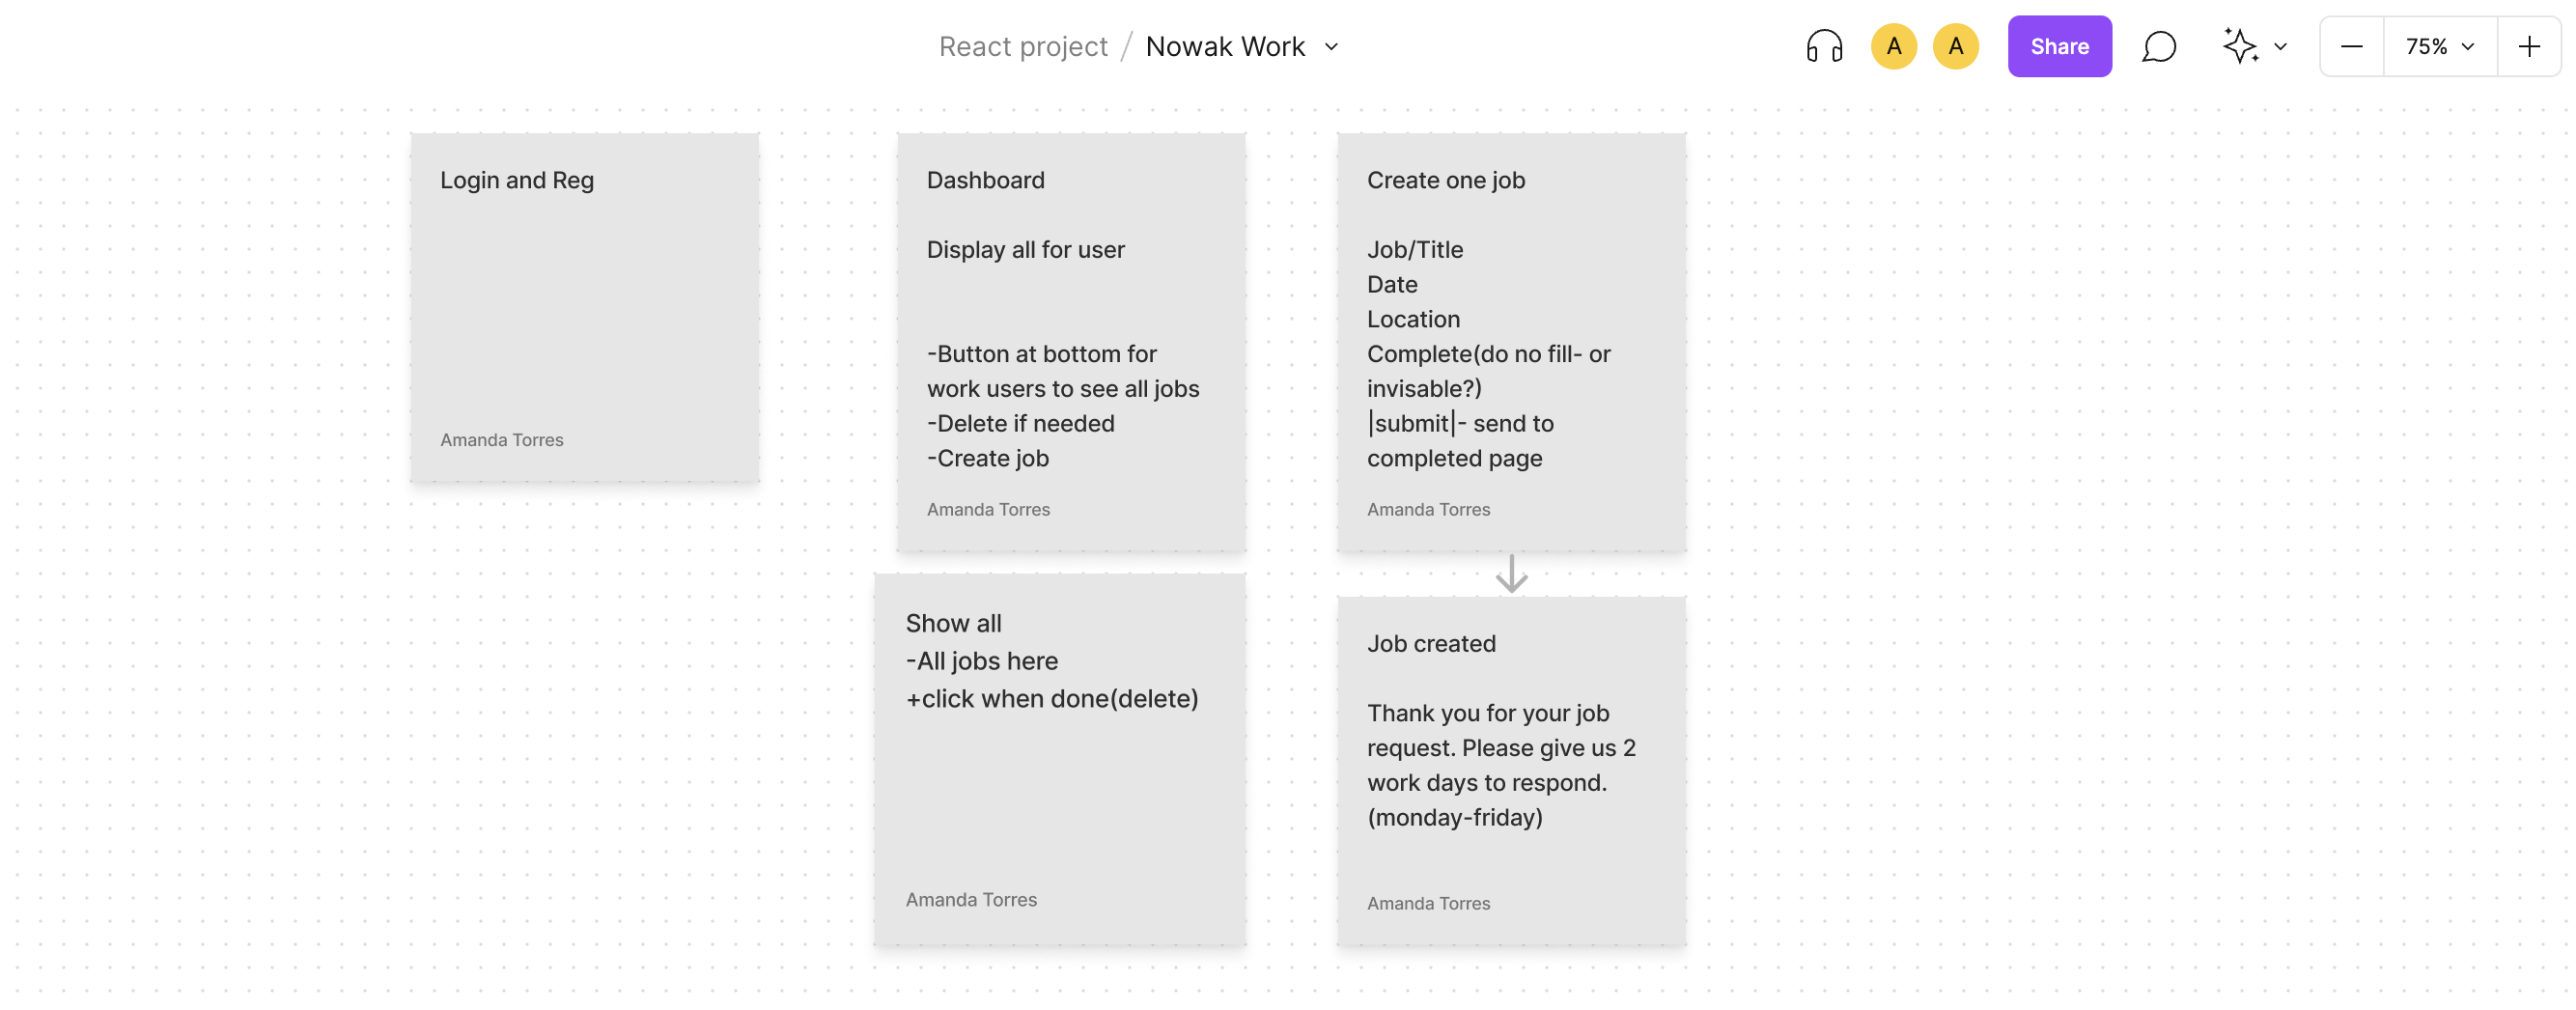 React project / Nowak Work
A
A
Share
75%
Login and Reg
Amanda Torres
Dashboard
Display all for user
-Button at bottom for
work users to see all jobs
-Delete if needed
-Create job
Amanda Torres
Create one job
Job/Title
Date
Location
Complete(do no fill- or
invisable?)
|submit|- send to
completed page
Amanda Torres
Show all
-All jobs here
+click when done(delete)
Amanda Torres
Job created
Thank you for your job
request. Please give us 2
work days to respond.
(monday-friday)
Amanda Torres